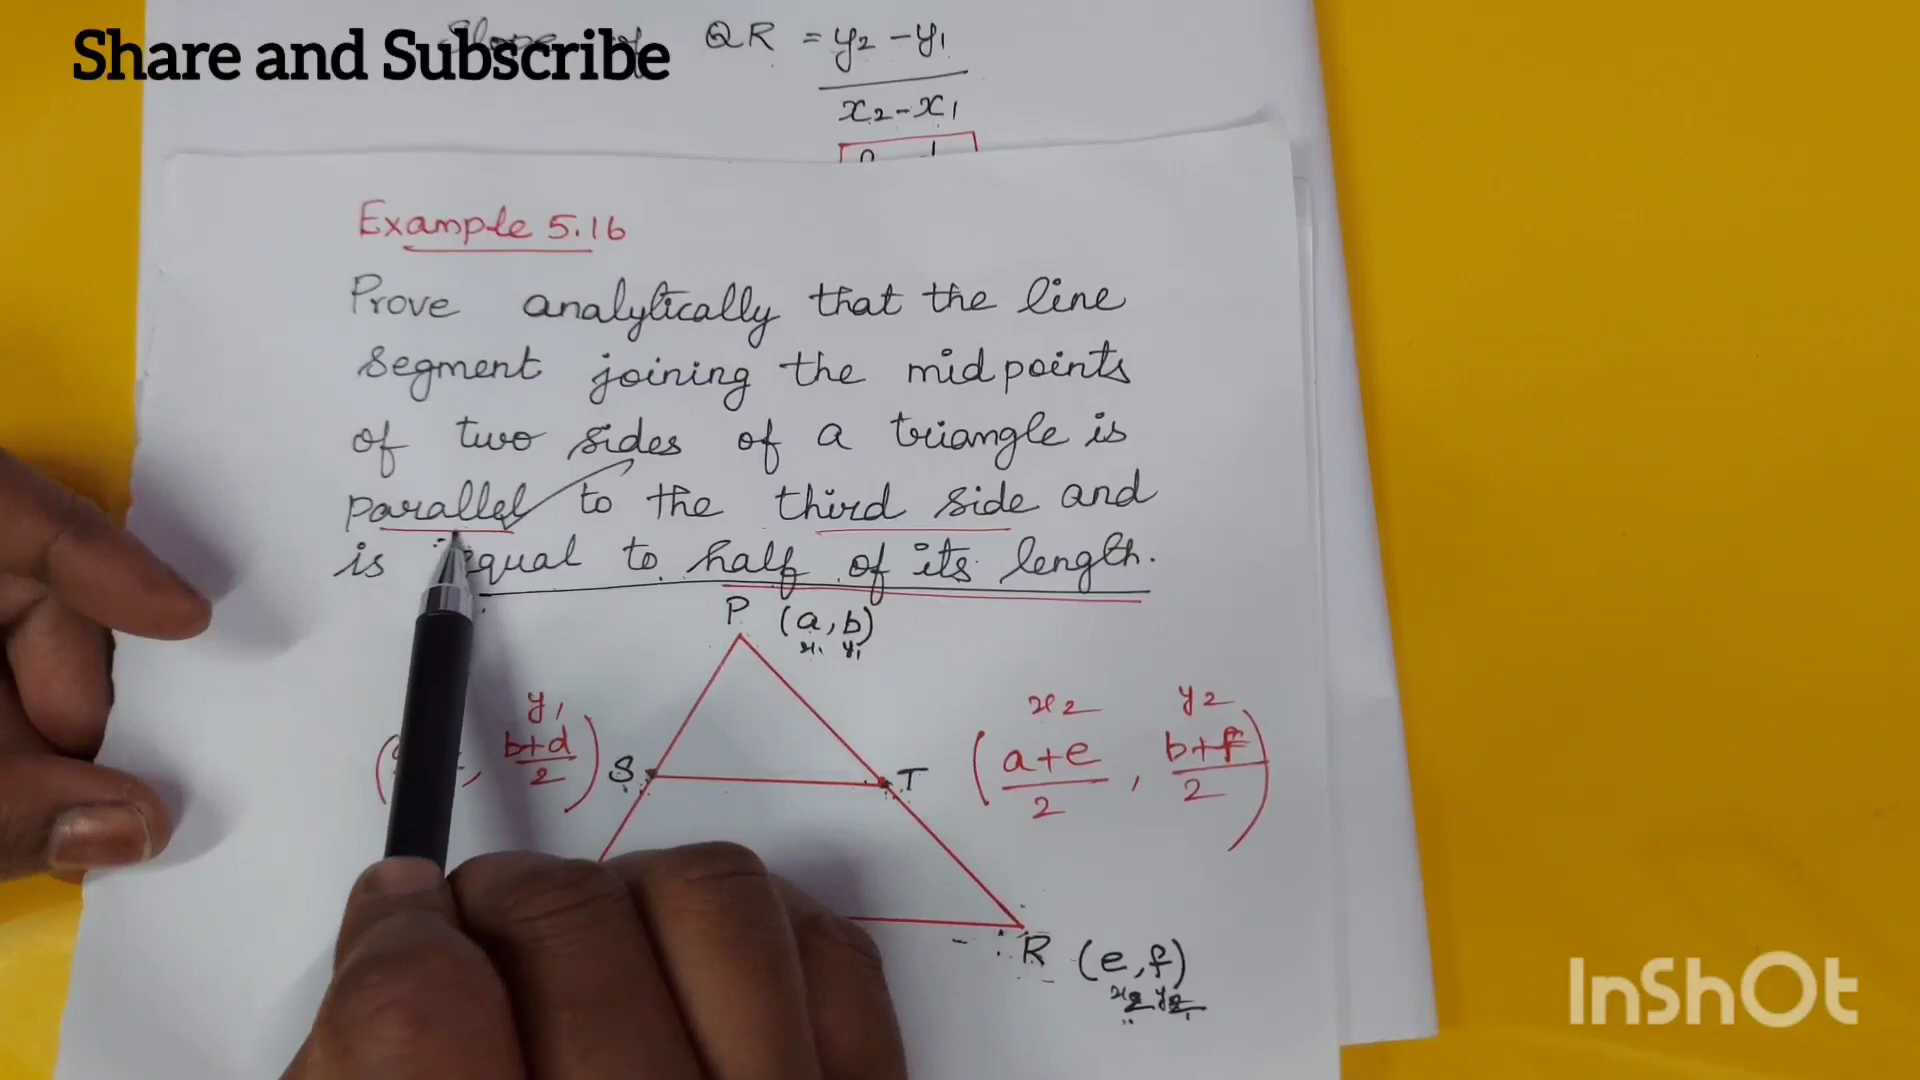 Share and Subscribe
QR = y2 - y1
x2 - x1
Example 5.16
Prove analytically that the line
segment joining the midpoints
of two sides of a triangle is
parallel to the third side and
is equal to half of its length.
P (a, b)
x1 y1
y1
x2 y2
b+d
2
S
T
( a+e / 2 , b+f / 2 )
R (e, f)
x2 y2
InShOt